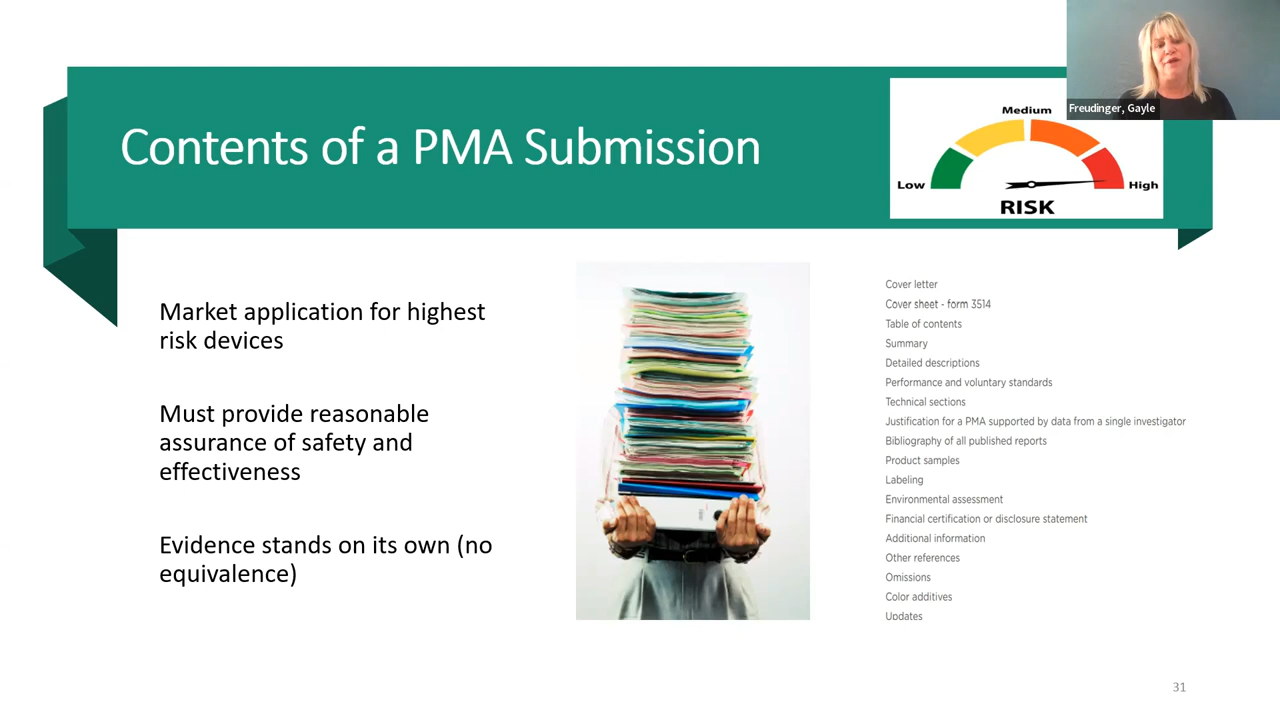 Freudinger, Gayle
Contents of a PMA Submission
Medium
Low
High
RISK
Market application for highest
risk devices
Must provide reasonable
assurance of safety and
effectiveness
Evidence stands on its own (no
equivalence)
Cover letter
Cover sheet - form 3514
Table of contents
Summary
Detailed descriptions
Performance and voluntary standards
Technical sections
Justification for a PMA supported by data from a single investigator
Bibliography of all published reports
Product samples
Labeling
Environmental assessment
Financial certification or disclosure statement
Additional information
Other references
Omissions
Color additives
Updates
31